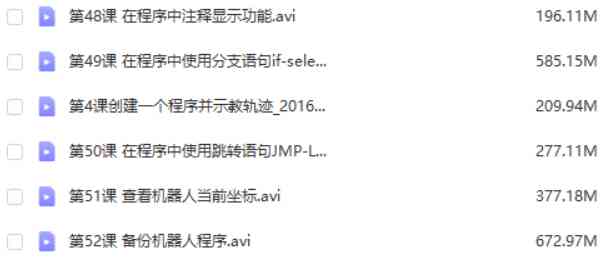 第48课 在程序中注释显示功能.avi 196.11M
第49课 在程序中使用分支语句if-sele... 585.15M
第4课创建一个程序并示教轨迹_2016... 209.94M
第50课 在程序中使用跳转语句JMP-L... 277.11M
第51课 查看机器人当前坐标.avi 377.18M
第52课 备份机器人程序.avi 672.97M